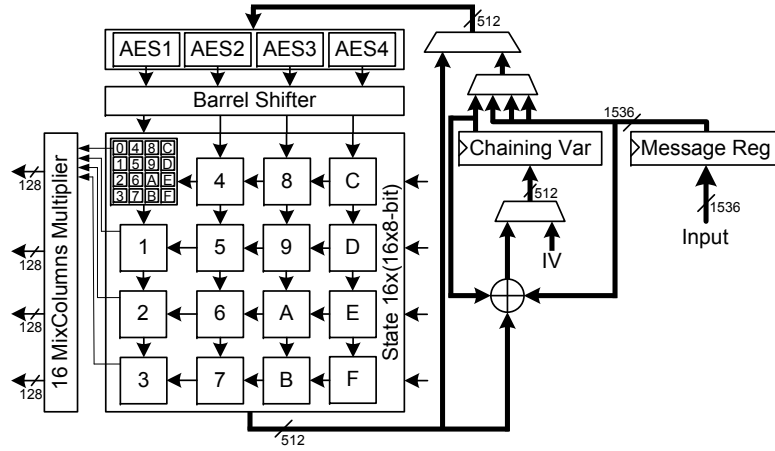 512
AES1 AES2 AES3 AES4
Barrel Shifter
1536
Chaining Var
Message Reg
0 4 8 C
1 5 9 D
2 6 A E
3 7 B F
4 8 C
1 5 9 D
2 6 A E
3 7 B F
16 MixColumns Multiplier
State 16x(16x8-bit)
128
128
128
128
512
1536
Input
IV
512